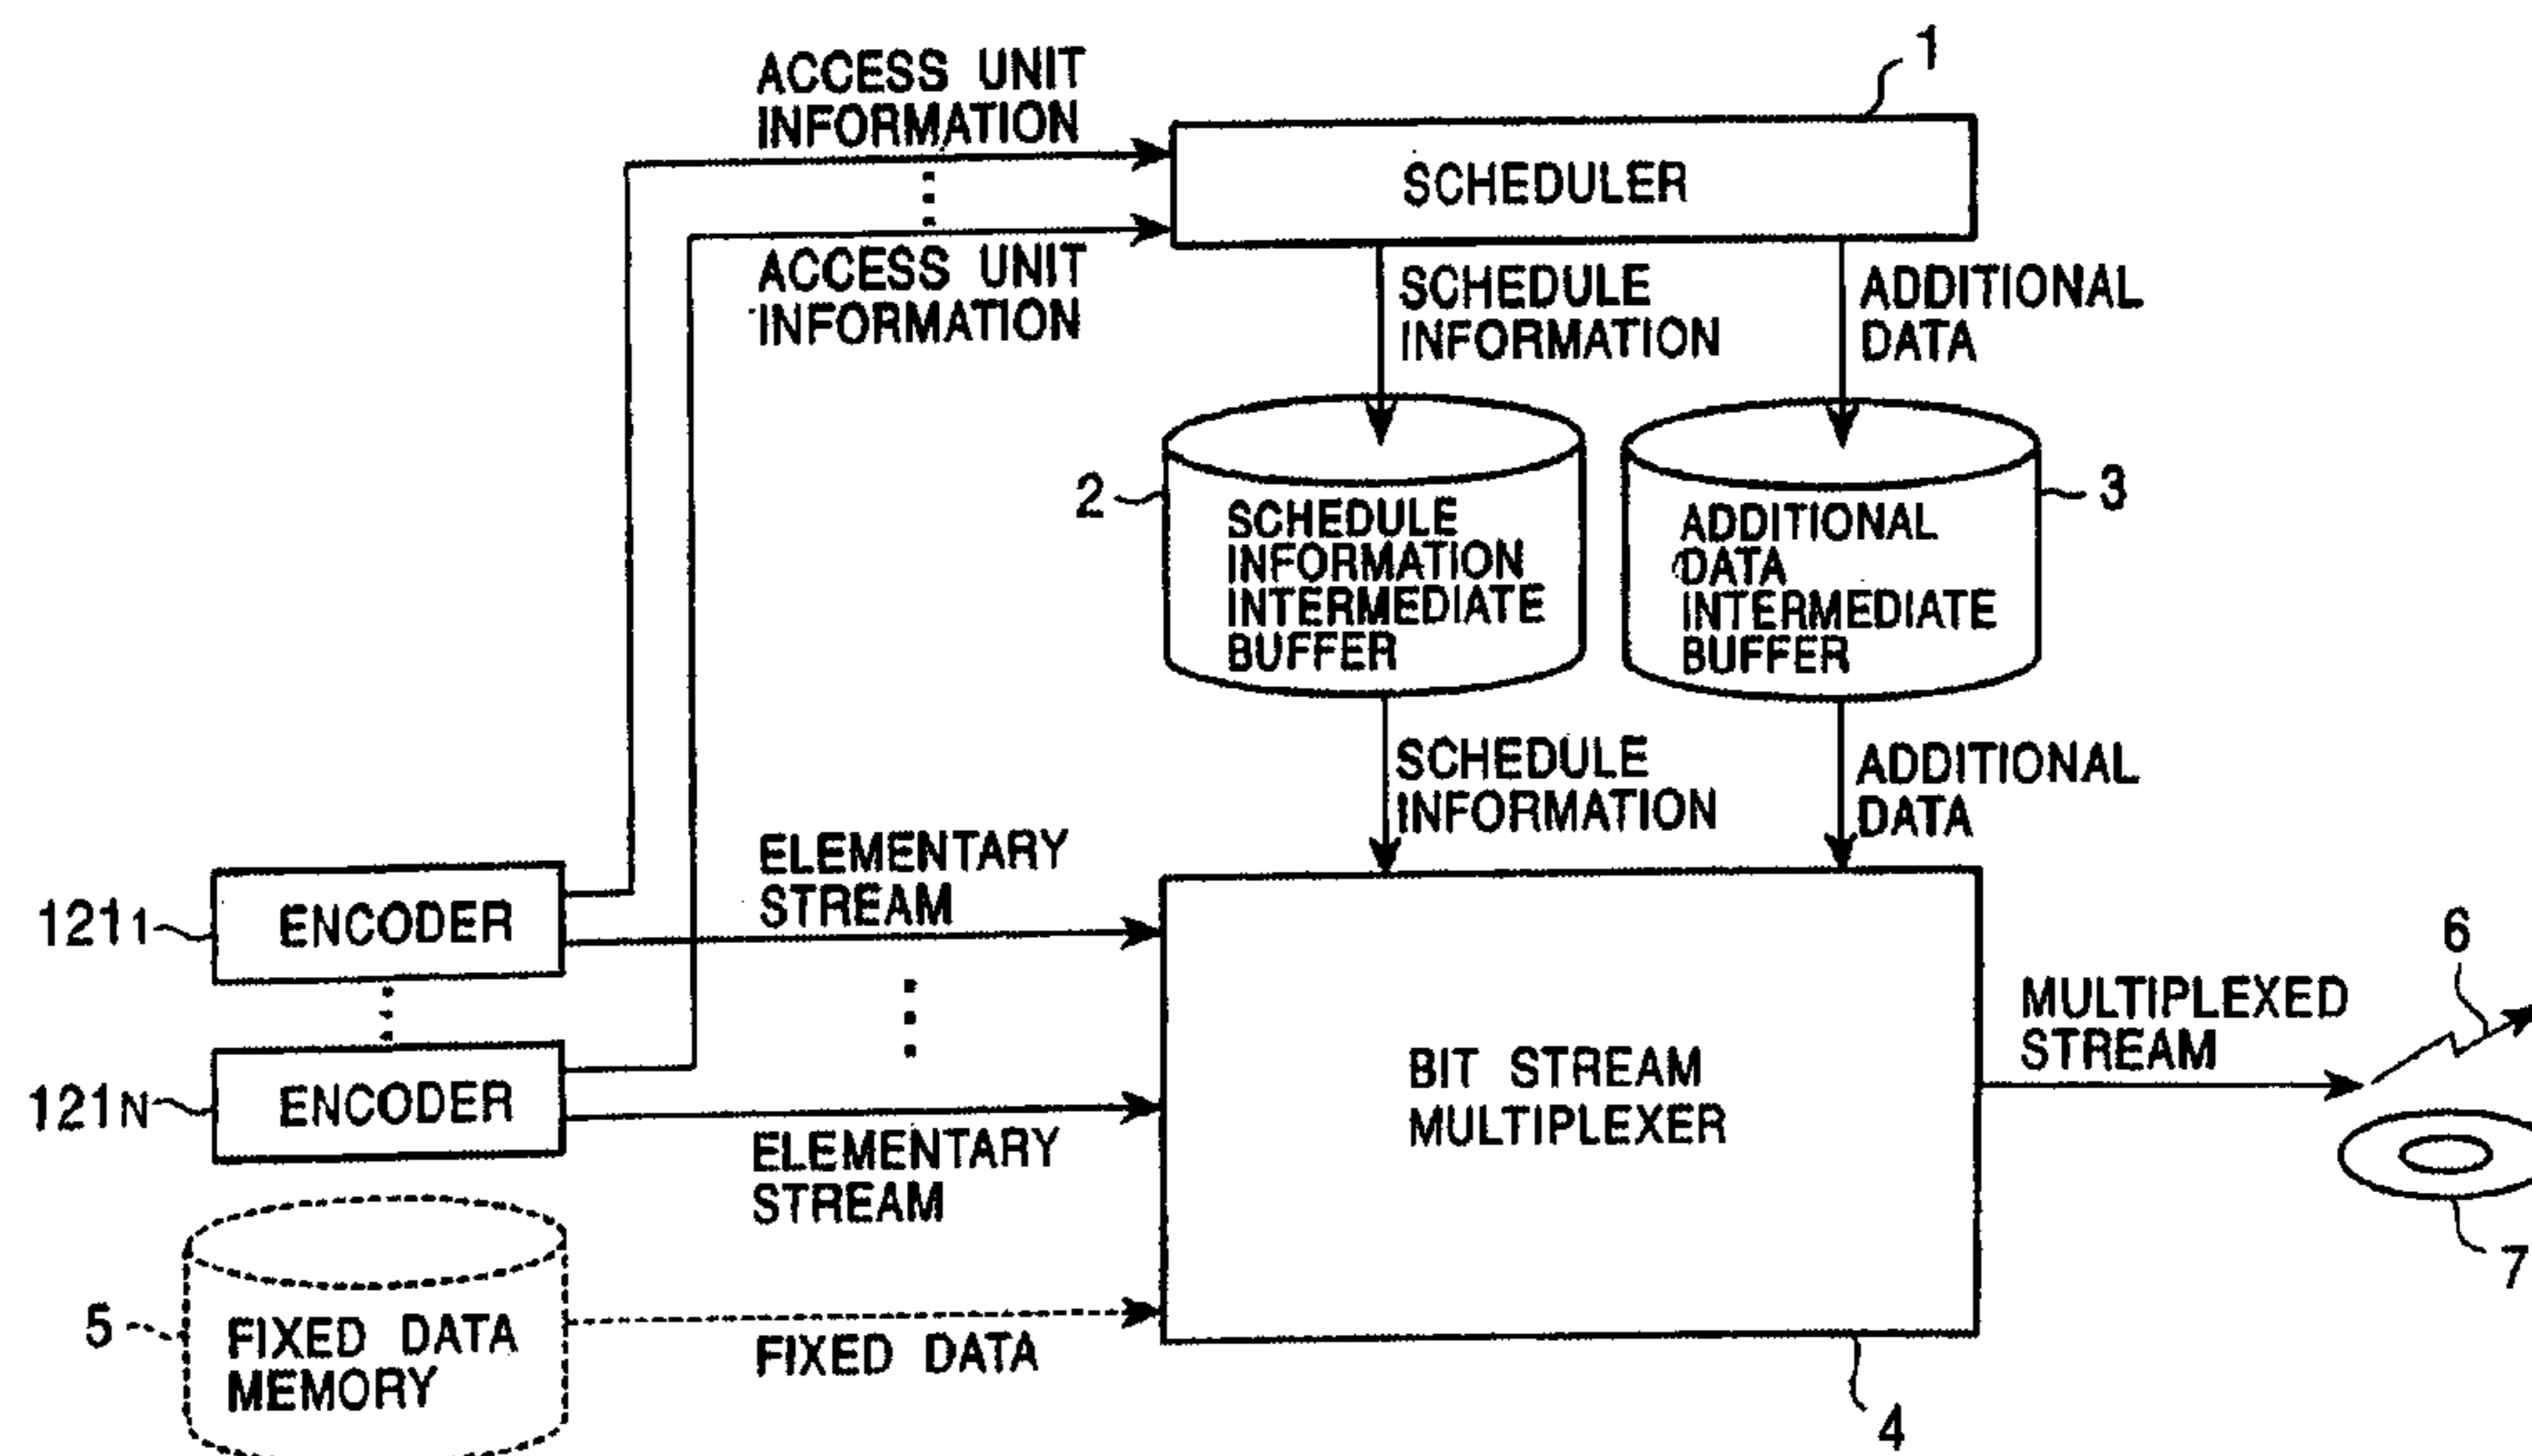 ACCESS UNIT
INFORMATION
1
SCHEDULER
ACCESS UNIT
INFORMATION
SCHEDULE
INFORMATION
ADDITIONAL
DATA
2
SCHEDULE
INFORMATION
INTERMEDIATE
BUFFER
ADDITIONAL
DATA
INTERMEDIATE
BUFFER
3
SCHEDULE
INFORMATION
ADDITIONAL
DATA
ELEMENTARY
STREAM
1211
ENCODER
6
MULTIPLEXED
STREAM
BIT STREAM
MULTIPLEXER
121N
ENCODER
ELEMENTARY
STREAM
7
5
FIXED DATA
MEMORY
FIXED DATA
4